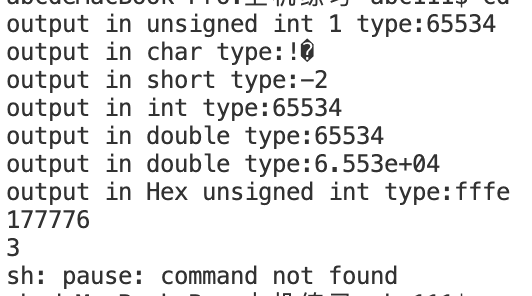 output in unsigned int 1 type:65534
output in char type:!�
output in short type:-2
output in int type:65534
output in double type:65534
output in double type:6.553e+04
output in Hex unsigned int type:fffe
177776
3
sh: pause: command not found